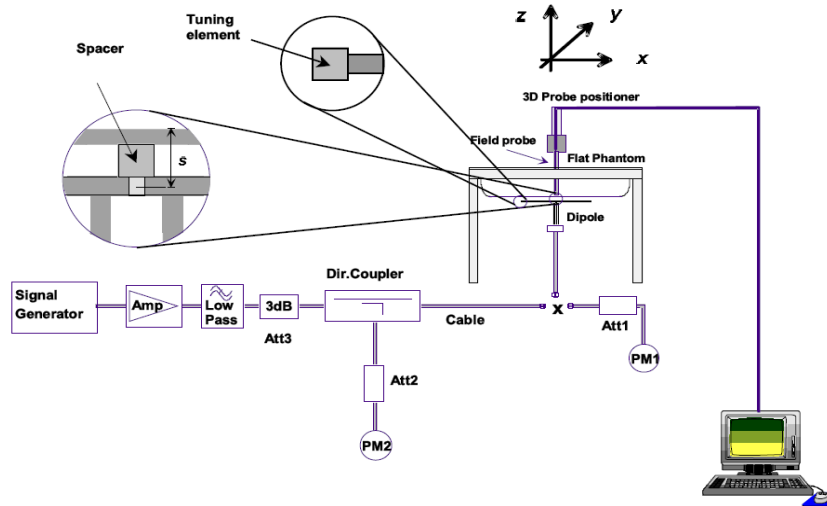 Tuning
element
z
y
x
Spacer
s
3D Probe positioner
Field probe
Flat Phantom
Dipole
Dir.Coupler
Signal
Generator
Amp
Low
Pass
3dB
Att3
Cable
x
Att1
PM1
Att2
PM2